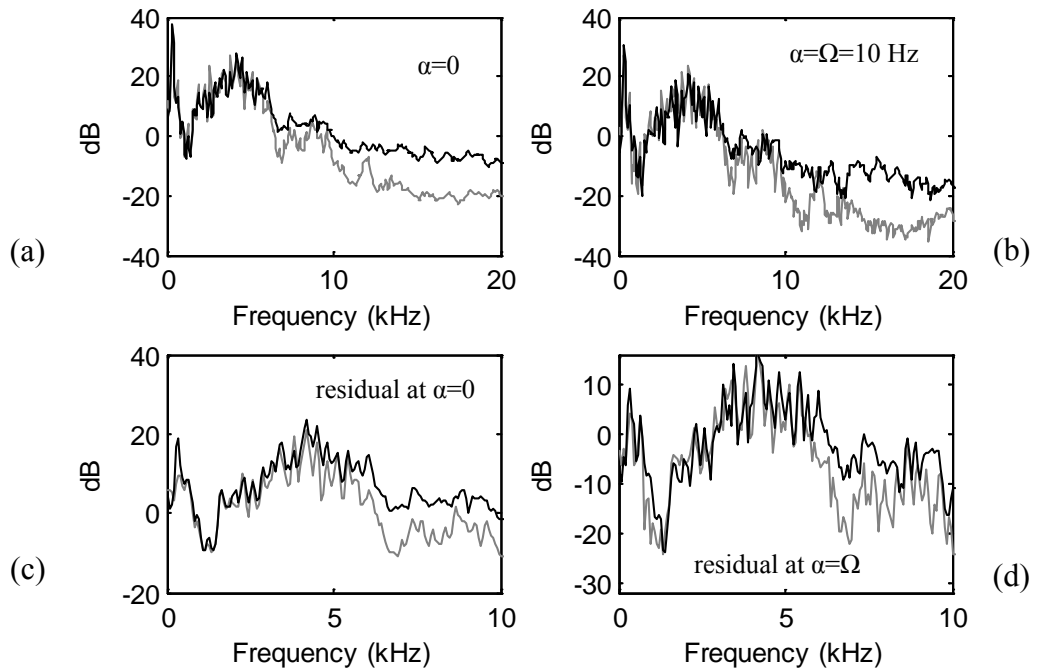 40
20
0
-20
-40
dB
α=0
0
10
20
Frequency (kHz)
(a)
40
20
0
-20
-40
dB
α=Ω=10 Hz
0
10
20
Frequency (kHz)
(b)
40
20
0
-20
dB
residual at α=0
0
5
10
Frequency (kHz)
(c)
10
0
-10
-20
-30
dB
residual at α=Ω
0
5
10
Frequency (kHz)
(d)